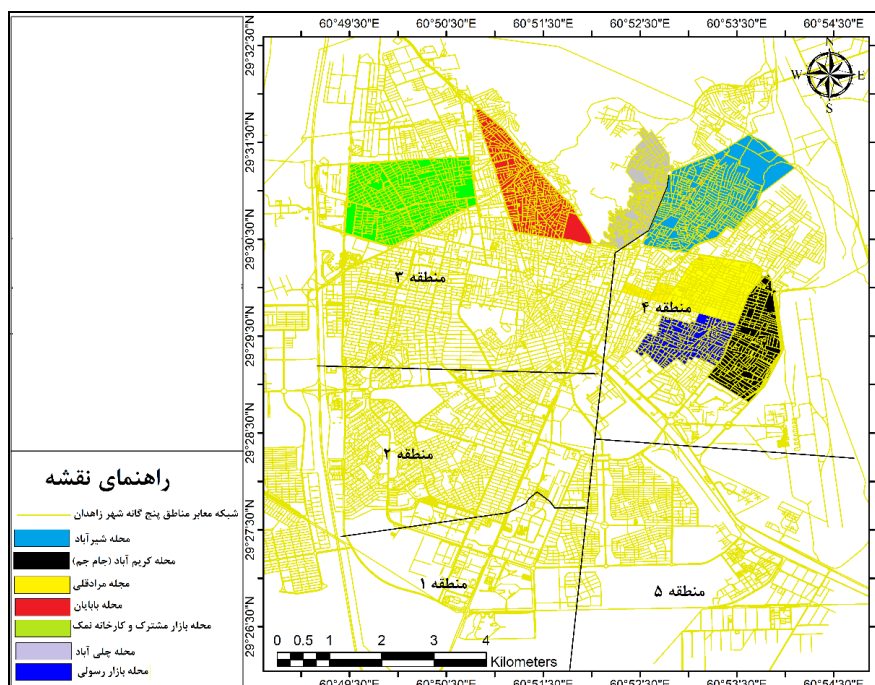 60°49'30"E 60°50'30"E 60°51'30"E 60°52'30"E 60°53'30"E 60°54'30"E
29°32'30"N
29°31'30"N
29°30'30"N
29°29'30"N
29°28'30"N
29°27'30"N
29°26'30"N
N
W E
S
منطقه ۳
منطقه ۴
منطقه ۲
منطقه ۱
منطقه ۵
راهنمای نقشه
شبکه معابر مناطق پنج گانه شهر زاهدان
محله شیرآباد
محله کریم آباد (جام جم)
محله مرادقلی
محله بابایان
محله بازار مشترک و کارخانه نمک
محله چلی آباد
محله بازار رسولی
0 0.5 1 2 3 4
Kilometers
60°49'30"E 60°50'30"E 60°51'30"E 60°52'30"E 60°53'30"E 60°54'30"E